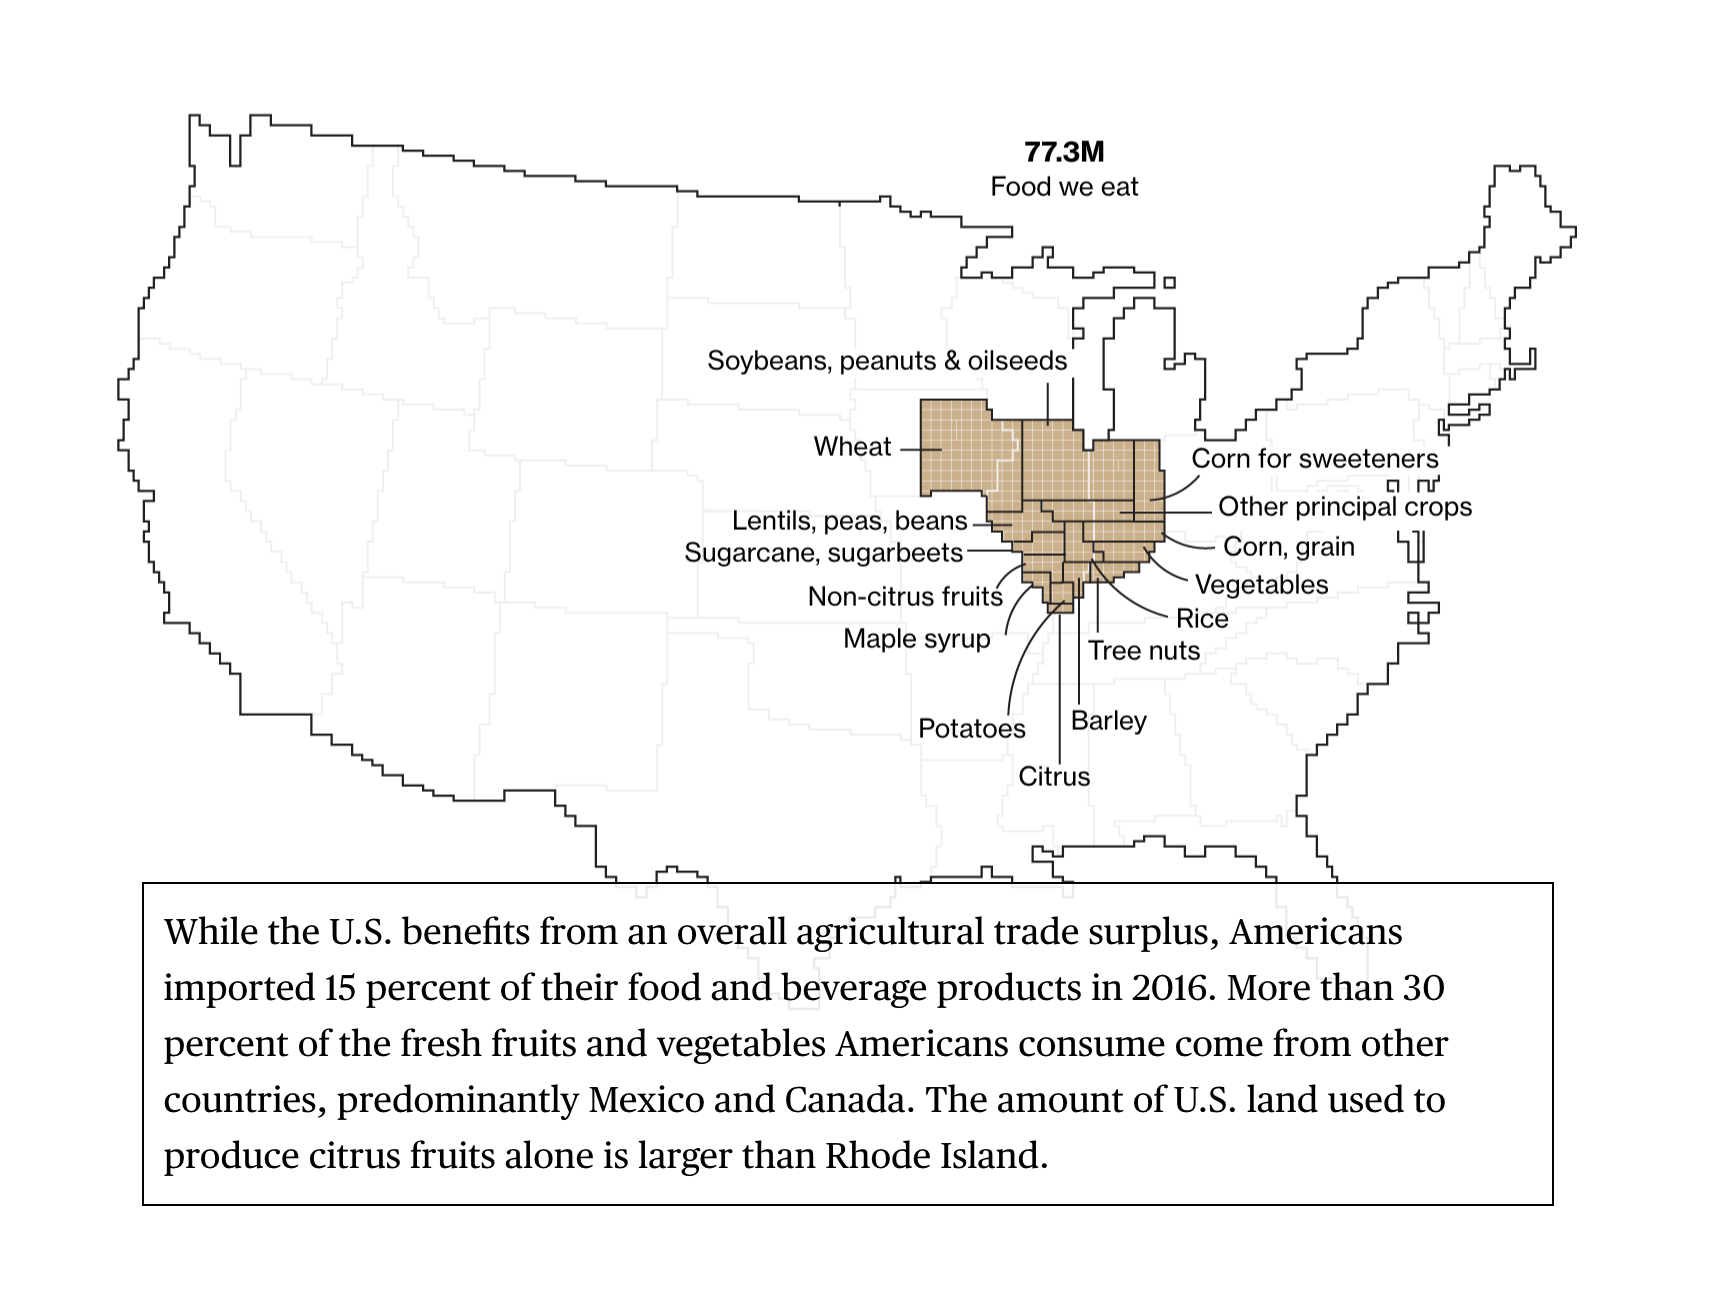 77.3M
Food we eat
Soybeans, peanuts & oilseeds
Wheat
Corn for sweeteners
Other principal crops
Lentils, peas, beans
Corn, grain
Sugarcane, sugarbeets
Vegetables
Non-citrus fruits
Rice
Maple syrup
Tree nuts
Potatoes
Barley
Citrus
While the U.S. benefits from an overall agricultural trade surplus, Americans
imported 15 percent of their food and beverage products in 2016. More than 30
percent of the fresh fruits and vegetables Americans consume come from other
countries, predominantly Mexico and Canada. The amount of U.S. land used to
produce citrus fruits alone is larger than Rhode Island.